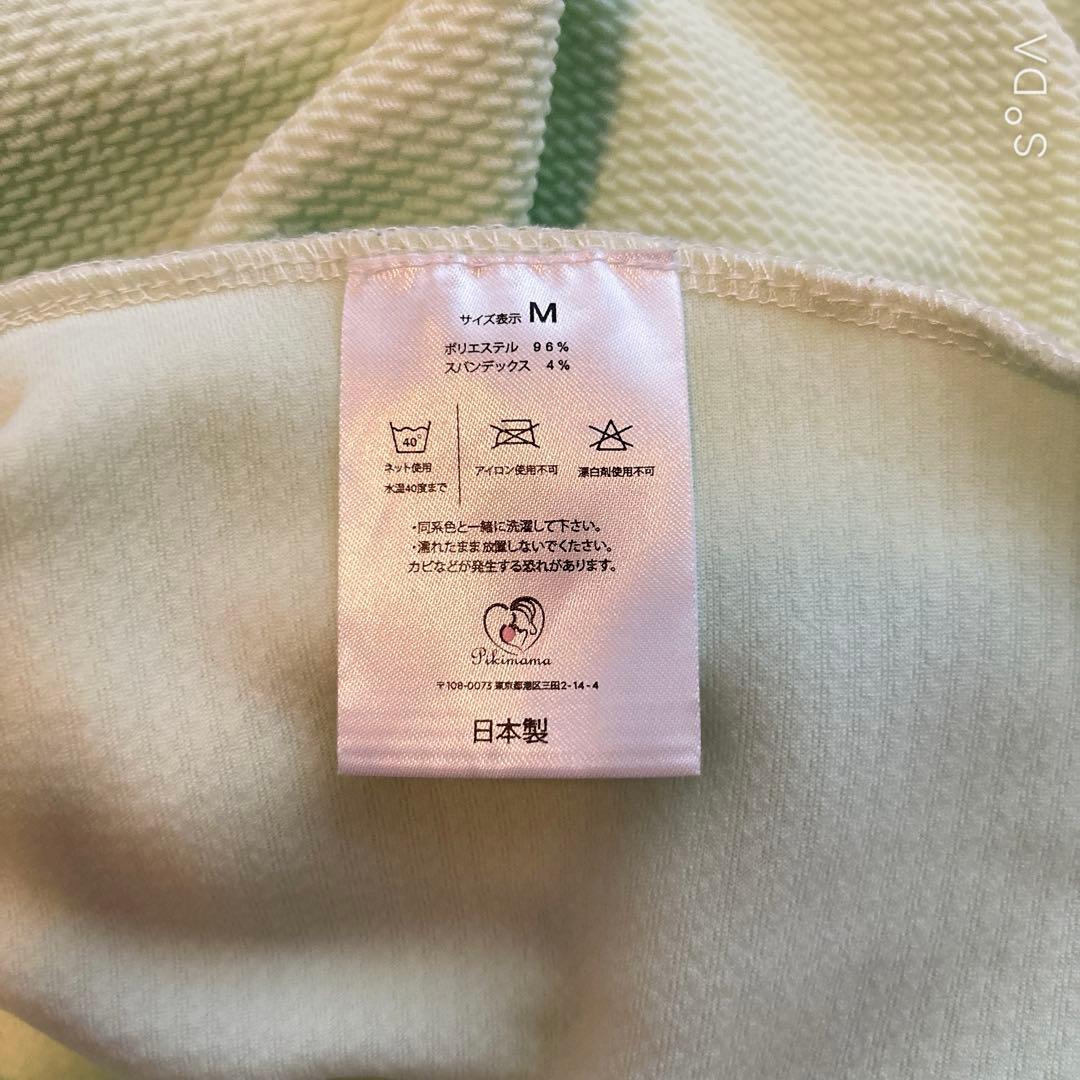 サイズ表示 M
ポリエステル 96%
スパンデックス 4%
40°
ネット使用
水温40度まで
アイロン使用不可
漂白剤使用不可
・同系色と一緒に洗濯して下さい。
・濡れたまま放置しないでください。
カビなどが発生する恐れがあります。
Pikimama
〒108-0073 東京都港区三田2-14-4
日本製
SODA